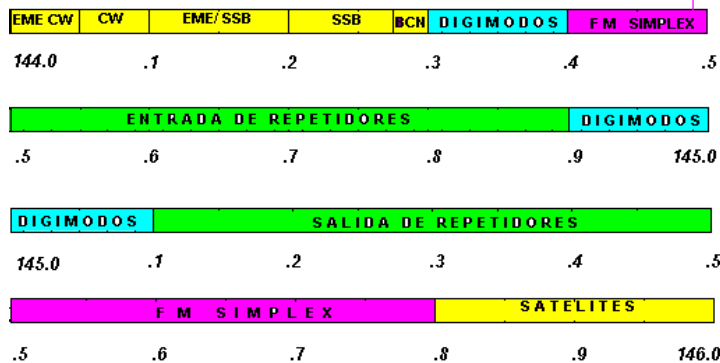 EME CW CW EME/SSB SSB BCN DIGIMODOS FM SIMPLEX
144.0 .1 .2 .3 .4 .5
ENTRADA DE REPETIDORES DIGIMODOS
.5 .6 .7 .8 .9 145.0
DIGIMODOS SALIDA DE REPETIDORES
145.0 .1 .2 .3 .4 .5
FM SIMPLEX SATELITES
.5 .6 .7 .8 .9 146.0